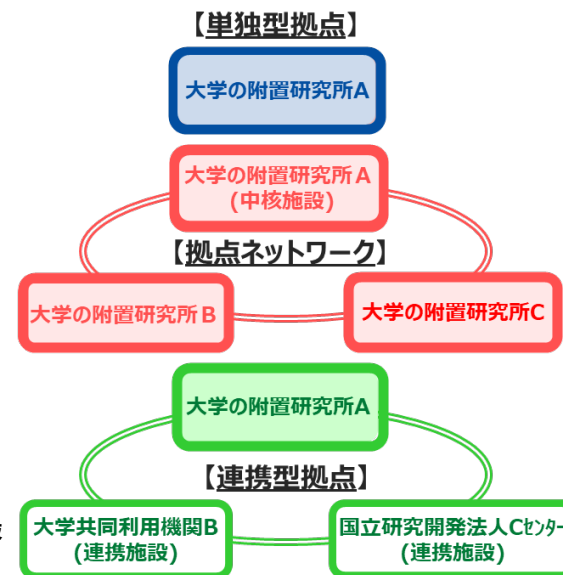 【単独型拠点】
大学の附置研究所A
大学の附置研究所A
(中核施設)
【拠点ネットワーク】
大学の附置研究所B
大学の附置研究所C
大学の附置研究所A
【連携型拠点】
大学共同利用機関B
(連携施設)
国立研究開発法人Cｾﾝﾀｰ
(連携施設)